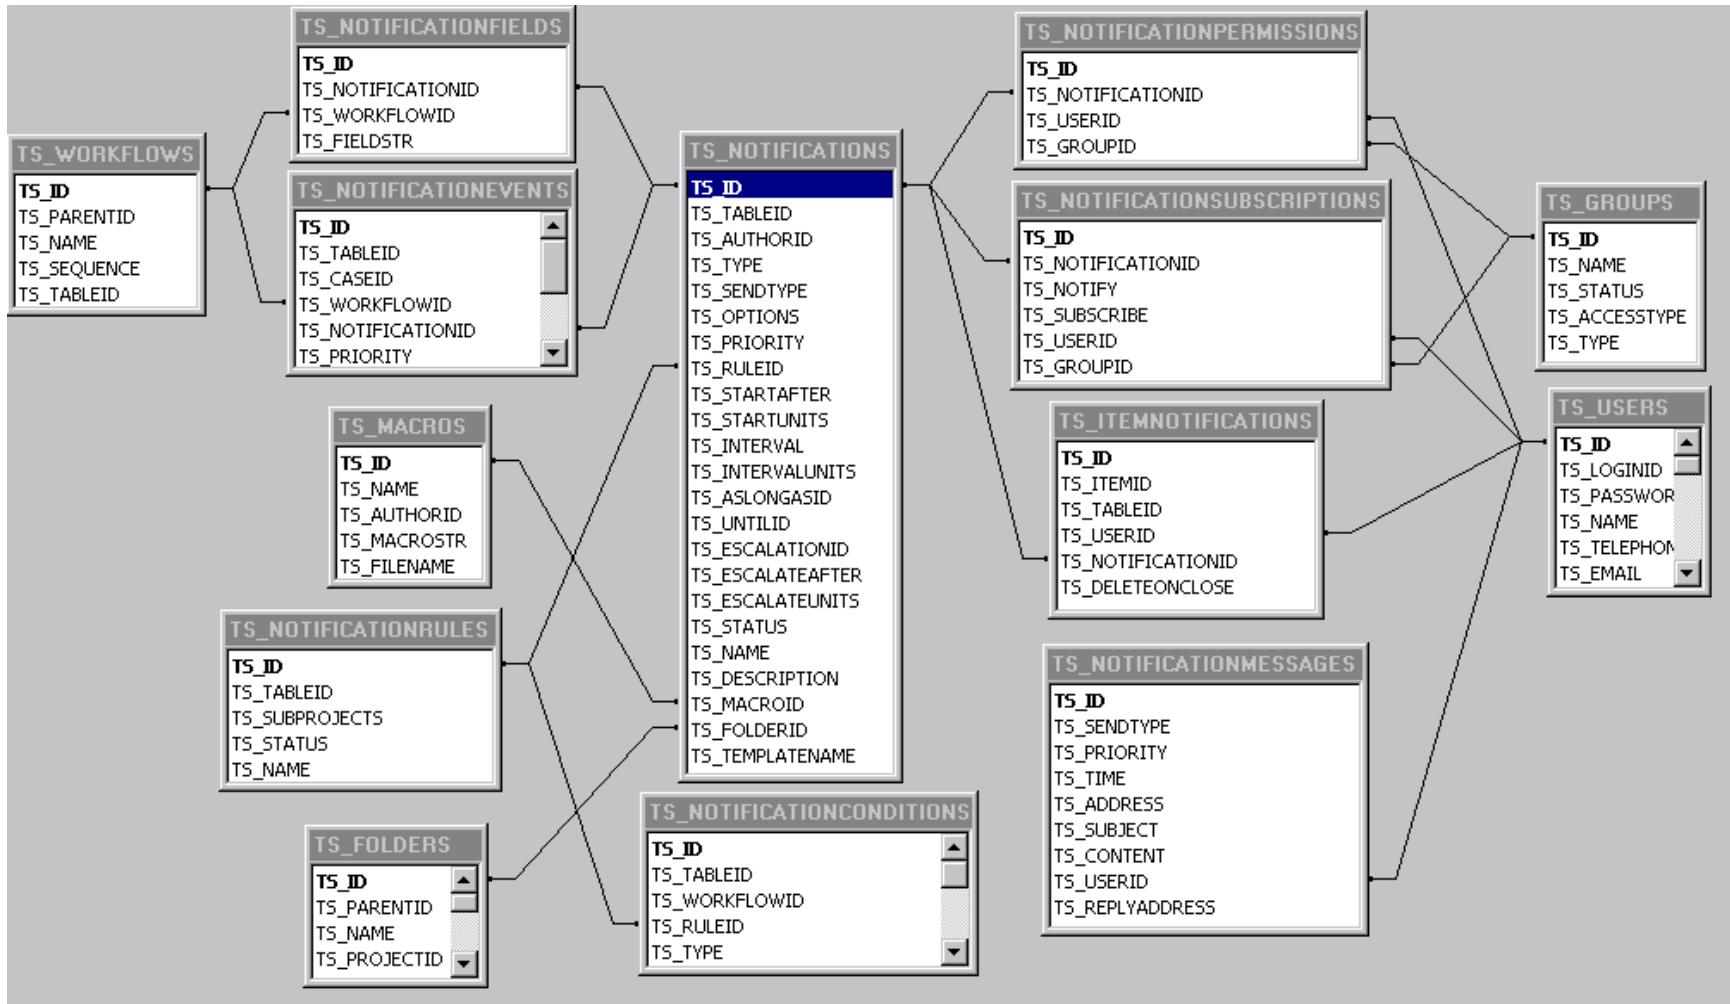 TS_NOTIFICATIONFIELDS
TS_ID
TS_NOTIFICATIONID
TS_WORKFLOWID
TS_FIELDSTR
TS_WORKFLOWS
TS_ID
TS_PARENTID
TS_NAME
TS_SEQUENCE
TS_TABLEID
TS_NOTIFICATIONEVENTS
TS_ID
TS_TABLEID
TS_CASEID
TS_WORKFLOWID
TS_NOTIFICATIONID
TS_PRIORITY
TS_MACROS
TS_ID
TS_NAME
TS_AUTHORID
TS_MACROSTR
TS_FILENAME
TS_NOTIFICATIONRULES
TS_ID
TS_TABLEID
TS_SUBPROJECTS
TS_STATUS
TS_NAME
TS_FOLDERS
TS_ID
TS_PARENTID
TS_NAME
TS_PROJECTID
TS_NOTIFICATIONS
TS_ID
TS_TABLEID
TS_AUTHORID
TS_TYPE
TS_SENDTYPE
TS_OPTIONS
TS_PRIORITY
TS_RULEID
TS_STARTAFTER
TS_STARTUNITS
TS_INTERVAL
TS_INTERVALUNITS
TS_ASLONGASID
TS_UNTILID
TS_ESCALATIONID
TS_ESCALATEAFTER
TS_ESCALATEUNITS
TS_STATUS
TS_NAME
TS_DESCRIPTION
TS_MACROID
TS_FOLDERID
TS_TEMPLATENAME
TS_NOTIFICATIONCONDITIONS
TS_ID
TS_TABLEID
TS_WORKFLOWID
TS_RULEID
TS_TYPE
TS_NOTIFICATIONPERMISSIONS
TS_ID
TS_NOTIFICATIONID
TS_USERID
TS_GROUPID
TS_NOTIFICATIONSUBSCRIPTIONS
TS_ID
TS_NOTIFICATIONID
TS_NOTIFY
TS_SUBSCRIBE
TS_USERID
TS_GROUPID
TS_ITEMNOTIFICATIONS
TS_ID
TS_ITEMID
TS_TABLEID
TS_USERID
TS_NOTIFICATIONID
TS_DELETEONCLOSE
TS_NOTIFICATIONMESSAGES
TS_ID
TS_SENDTYPE
TS_PRIORITY
TS_TIME
TS_ADDRESS
TS_SUBJECT
TS_CONTENT
TS_USERID
TS_REPLYADDRESS
TS_GROUPS
TS_ID
TS_NAME
TS_STATUS
TS_ACCESSTYPE
TS_TYPE
TS_USERS
TS_ID
TS_LOGINID
TS_PASSWOR
TS_NAME
TS_TELEPHON
TS_EMAIL